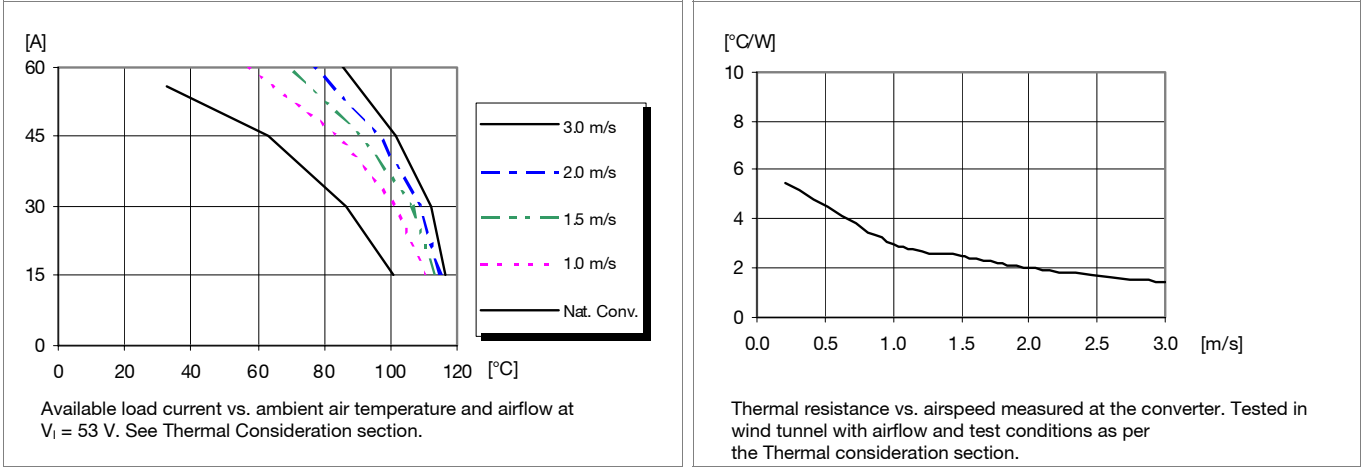 [A]
60
45
30
15
0
0 20 40 60 80 100 120 [°C]
3.0 m/s
2.0 m/s
1.5 m/s
1.0 m/s
Nat. Conv.
Available load current vs. ambient air temperature and airflow at
VI = 53 V. See Thermal Consideration section.
[°C/W]
10
8
6
4
2
0
0.0 0.5 1.0 1.5 2.0 2.5 3.0 [m/s]
Thermal resistance vs. airspeed measured at the converter. Tested in
wind tunnel with airflow and test conditions as per
the Thermal consideration section.